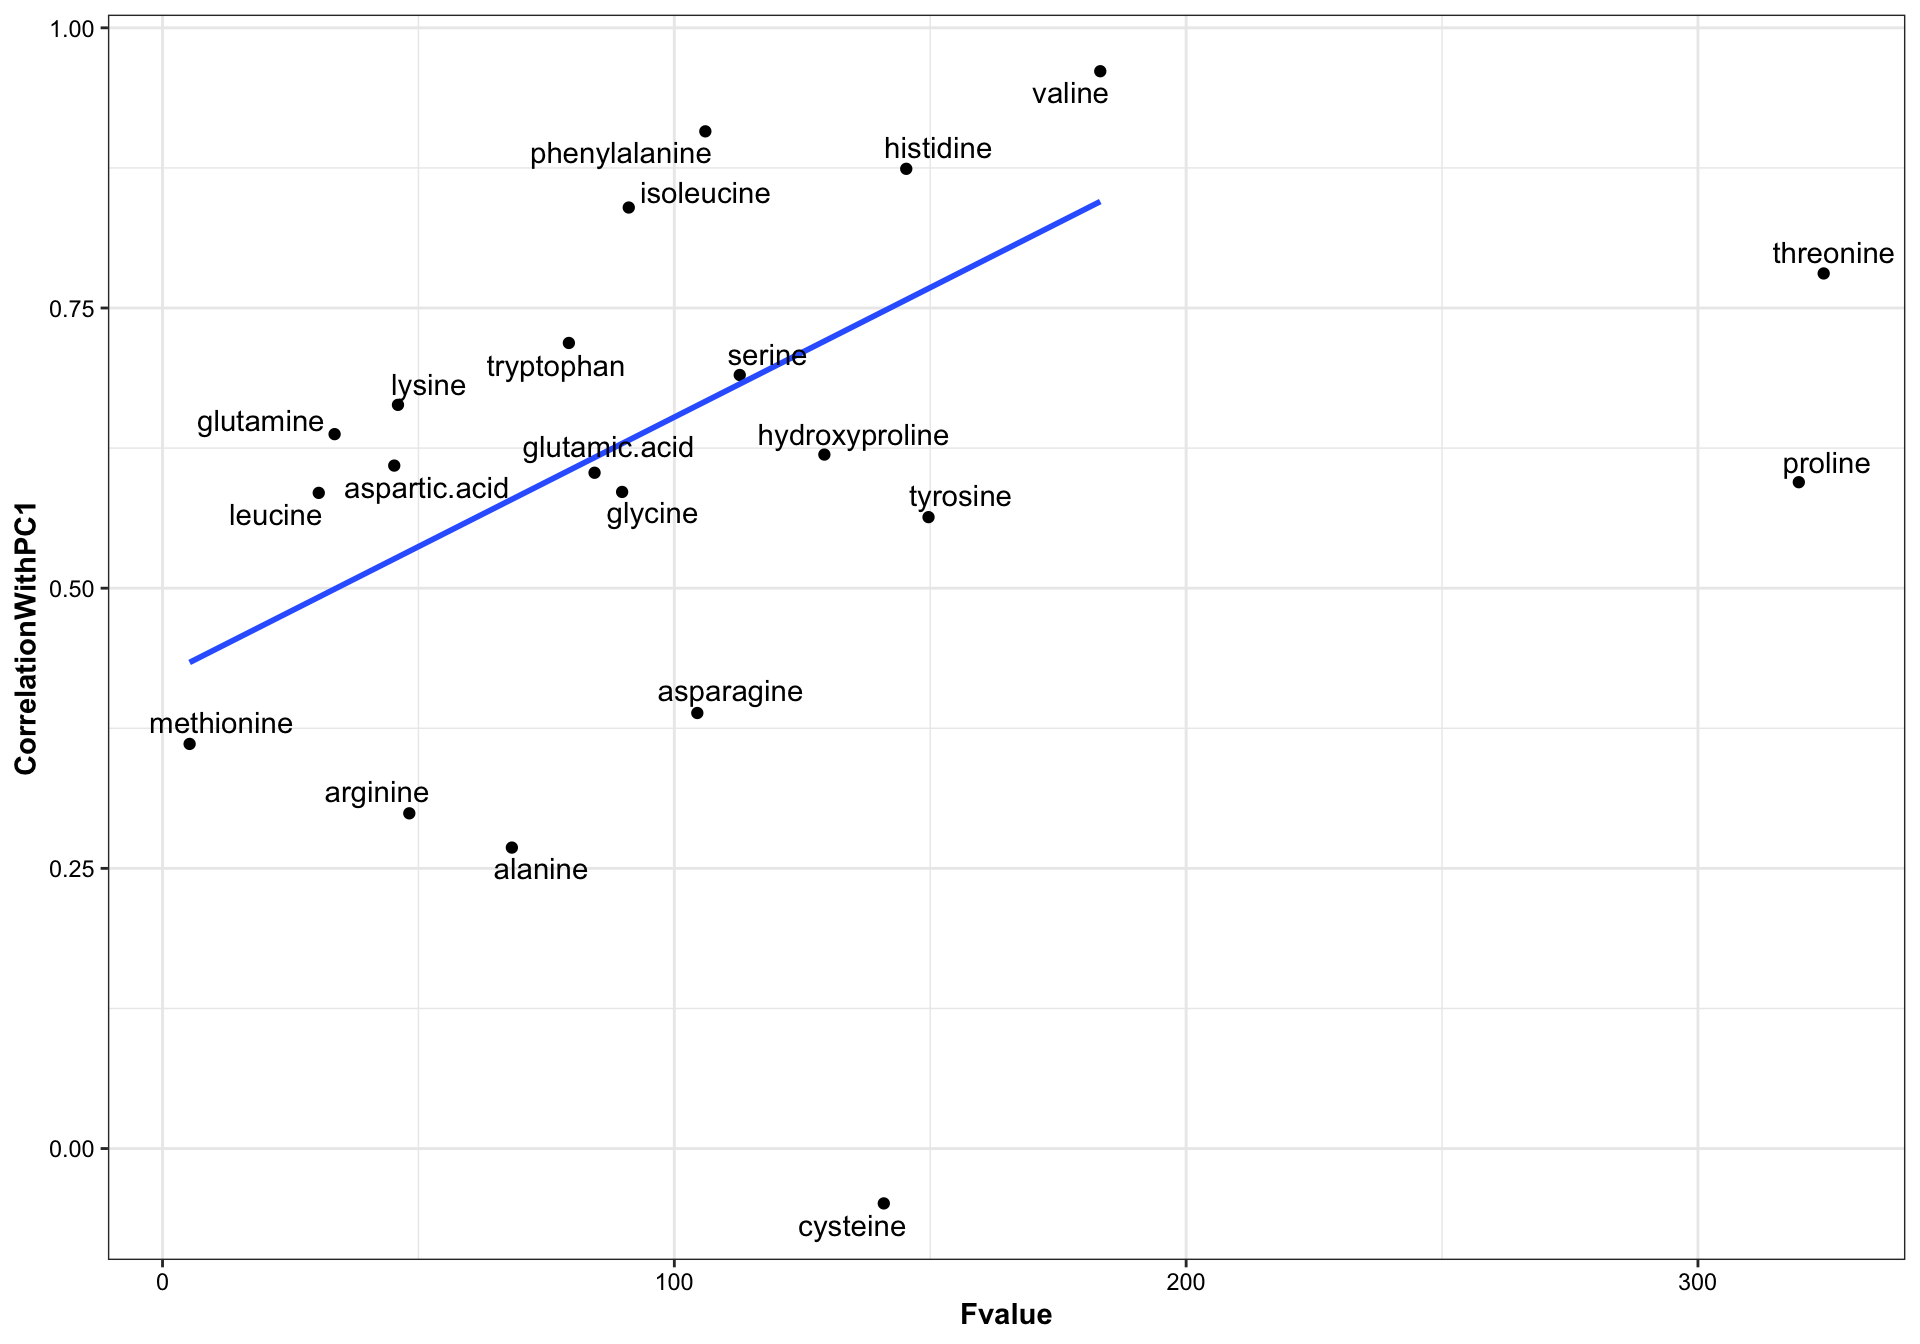 1.00
valine
phenylalanine
histidine
isoleucine
threonine
0.75
serine
tryptophan
lysine
glutamine
hydroxyproline
glutamic.acid
proline
aspartic.acid
tyrosine
leucine
glycine
0.50
CorrelationWithPC1
asparagine
methionine
arginine
alanine
0.25
0.00
cysteine
0
100
200
300
Fvalue